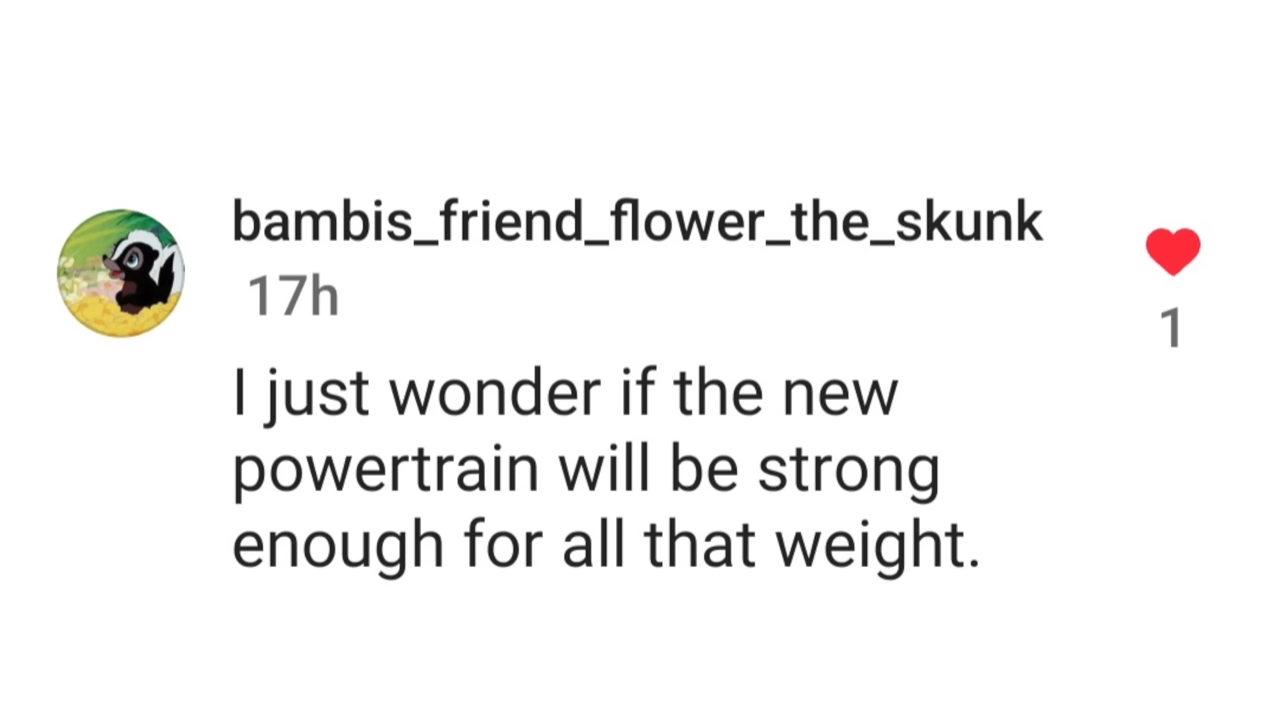 bambis_friend_flower_the_skunk
17h
1
I just wonder if the new
powertrain will be strong
enough for all that weight.